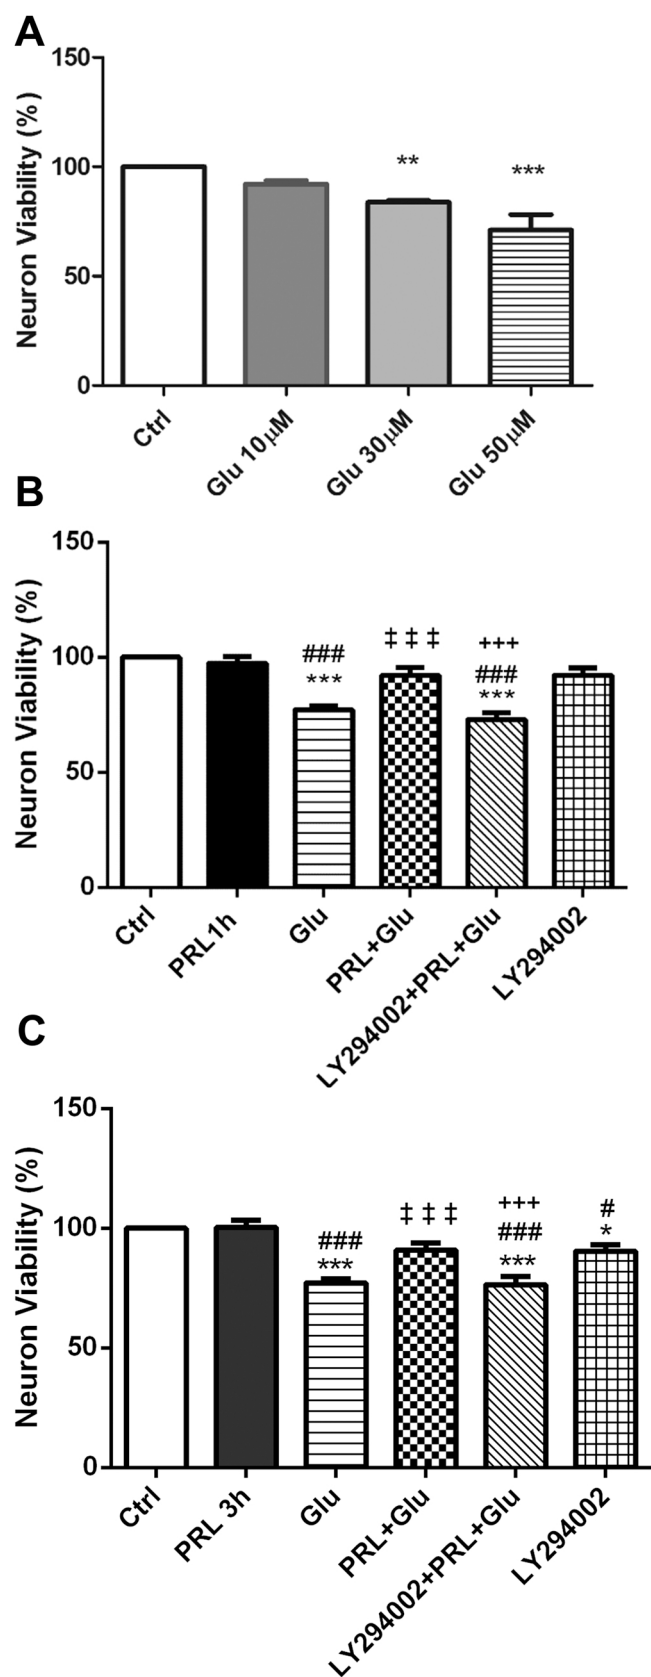 A
150
100
50
0
Neuron Viability (%)
**
***
Ctrl
Glu 10µM
Glu 30µM
Glu 50µM
B
150
100
50
0
Neuron Viability (%)
###
***
‡ ‡ ‡
+++
###
***
Ctrl
PRL1h
Glu
PRL+Glu
LY294002+PRL+Glu
LY294002
C
150
100
50
0
Neuron Viability (%)
###
***
‡ ‡ ‡
+++
###
***
#
*
Ctrl
PRL 3h
Glu
PRL+Glu
LY294002+PRL+Glu
LY294002